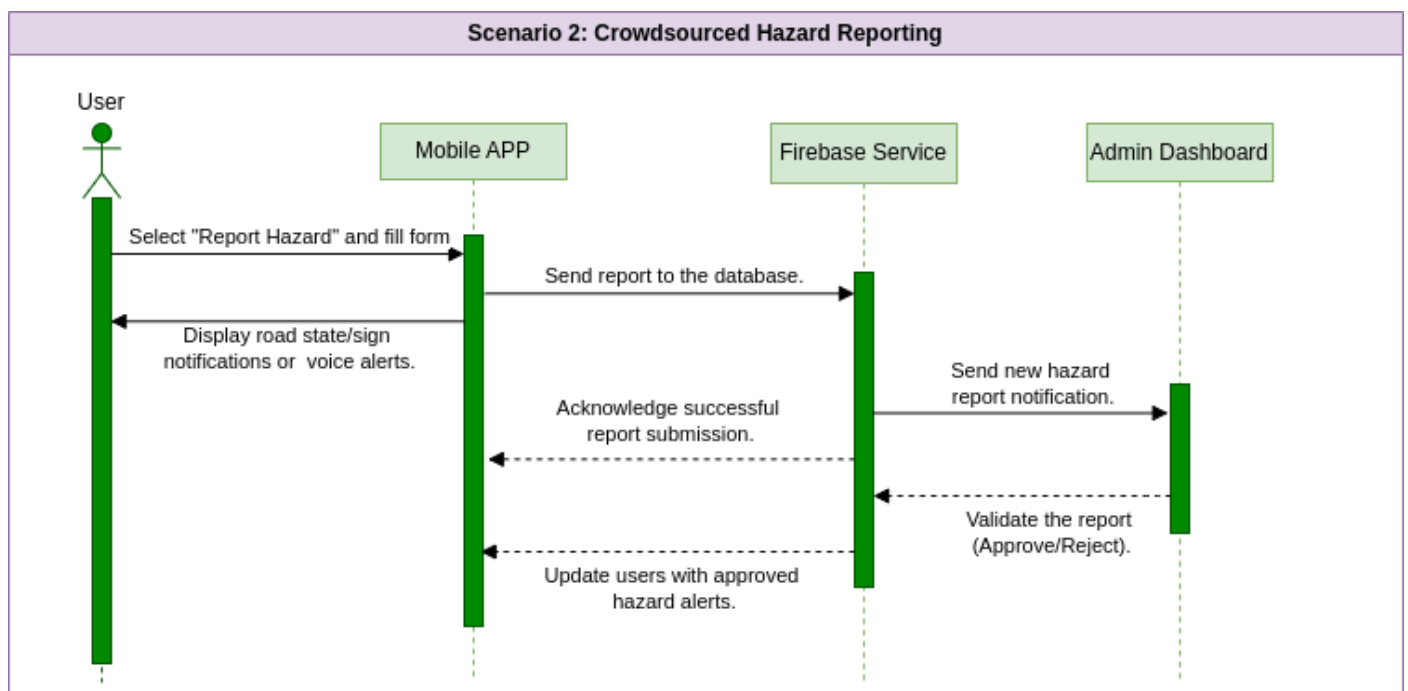 Scenario 2: Crowdsourced Hazard Reporting
User
Mobile APP
Firebase Service
Admin Dashboard
Select "Report Hazard" and fill form
Send report to the database.
Display road state/sign
notifications or  voice alerts.
Send new hazard
report notification.
Acknowledge successful
report submission.
Validate the report
(Approve/Reject).
Update users with approved
hazard alerts.